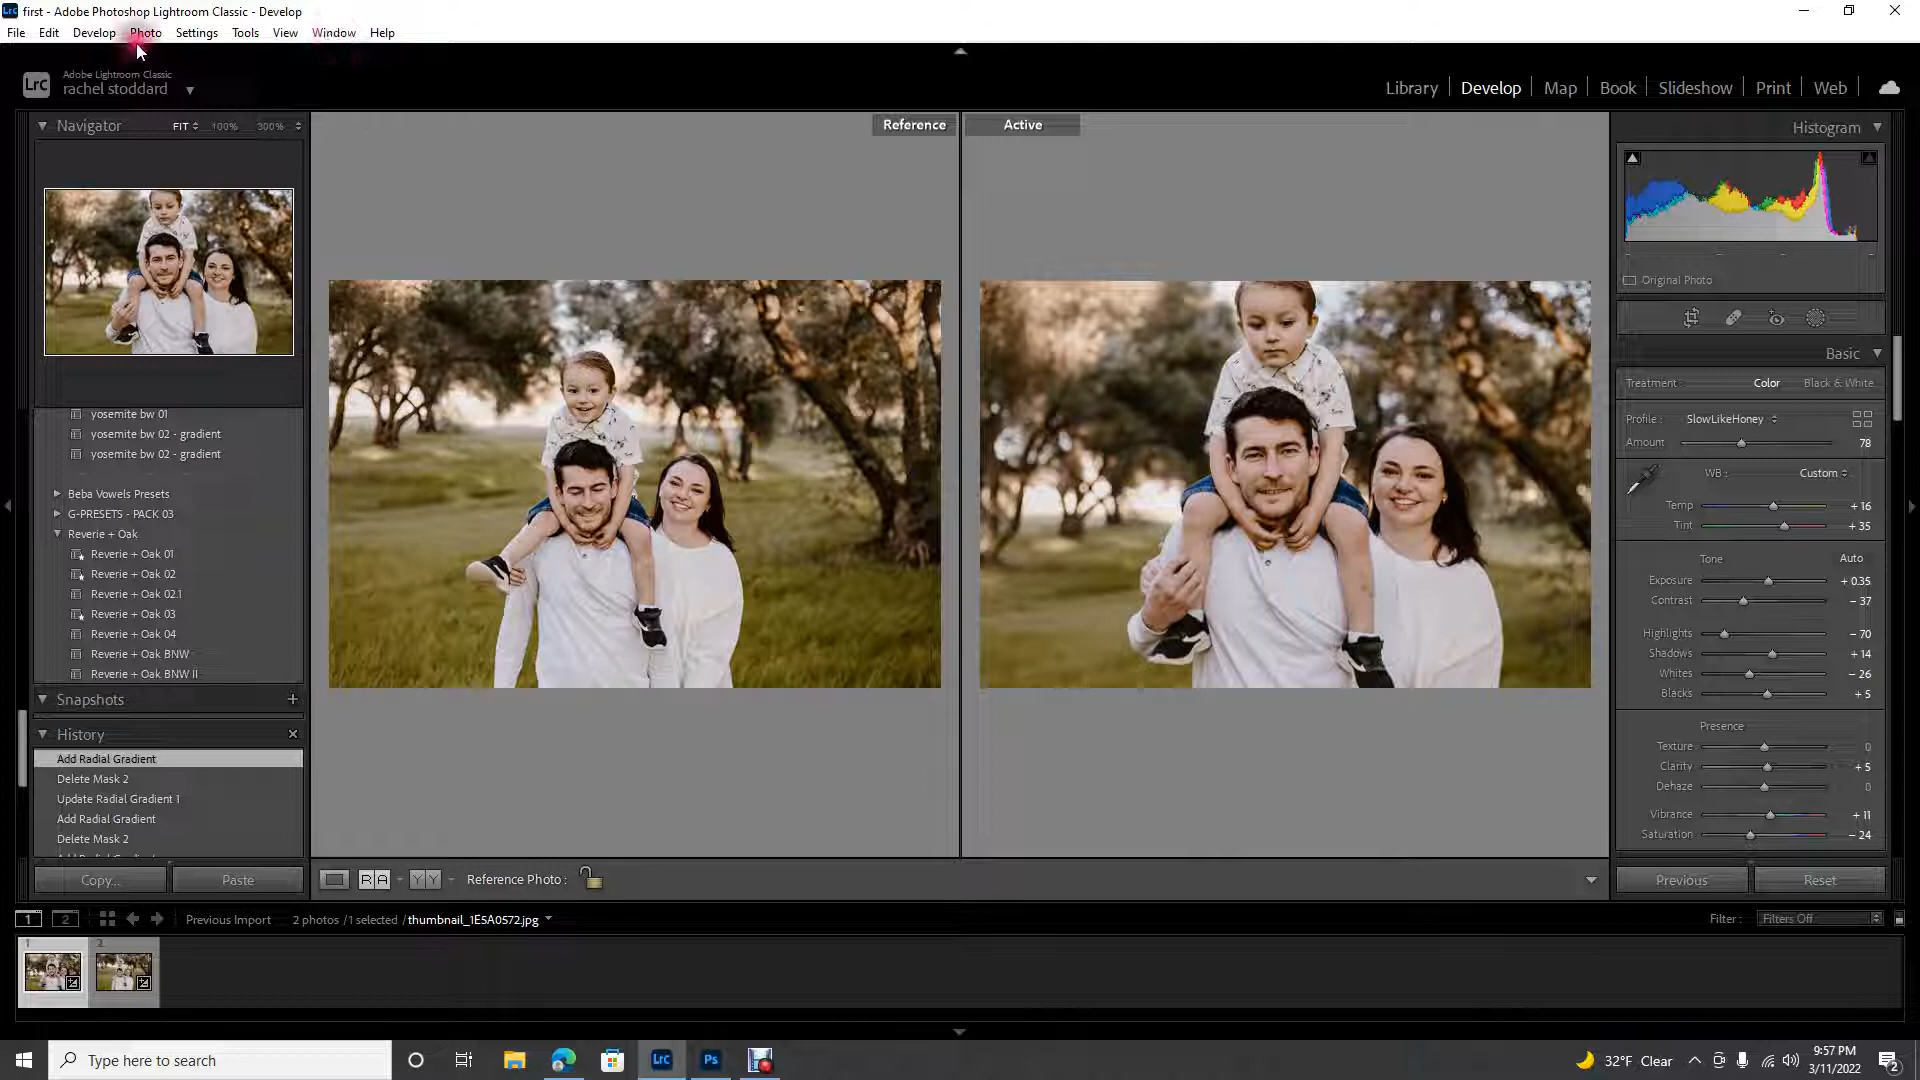 first - Adobe Photoshop Lightroom Classic - Develop
File Edit Develop Photo Settings Tools View Window Help
Lrc Adobe Lightroom Classic
rachel stoddard
Library Develop Map Book Slideshow Print Web
Navigator FIT 100% 300%
Reference
Active
Histogram
Original Photo
yosemite bw 01
yosemite bw 02 - gradient
yosemite bw 02 - gradient
Beba Vowels Presets
G-PRESETS - PACK 03
Reverie + Oak
Reverie + Oak 01
Reverie + Oak 02
Reverie + Oak 02.1
Reverie + Oak 03
Reverie + Oak 04
Reverie + Oak BNW
Reverie + Oak BNW II
Snapshots +
History
Add Radial Gradient
Delete Mask 2
Update Radial Gradient 1
Add Radial Gradient
Delete Mask 2
Copy... Paste
Basic
Treatment : Color Black & White
Profile : SlowLikeHoney
Amount 78
WB : Custom
Temp + 16
Tint + 35
Tone Auto
Exposure + 0.35
Contrast – 37
Highlights – 70
Shadows + 14
Whites – 26
Blacks + 5
Presence
Texture 0
Clarity + 5
Dehaze 0
Vibrance + 11
Saturation – 24
Previous Reset
R A Y Y Reference Photo :
1 2 Previous Import 2 photos / 1 selected / thumbnail_1E5A0572.jpg
Filter : Filters Off
1 2
Type here to search
Lrc Ps
32°F Clear
9:57 PM
3/11/2022
2